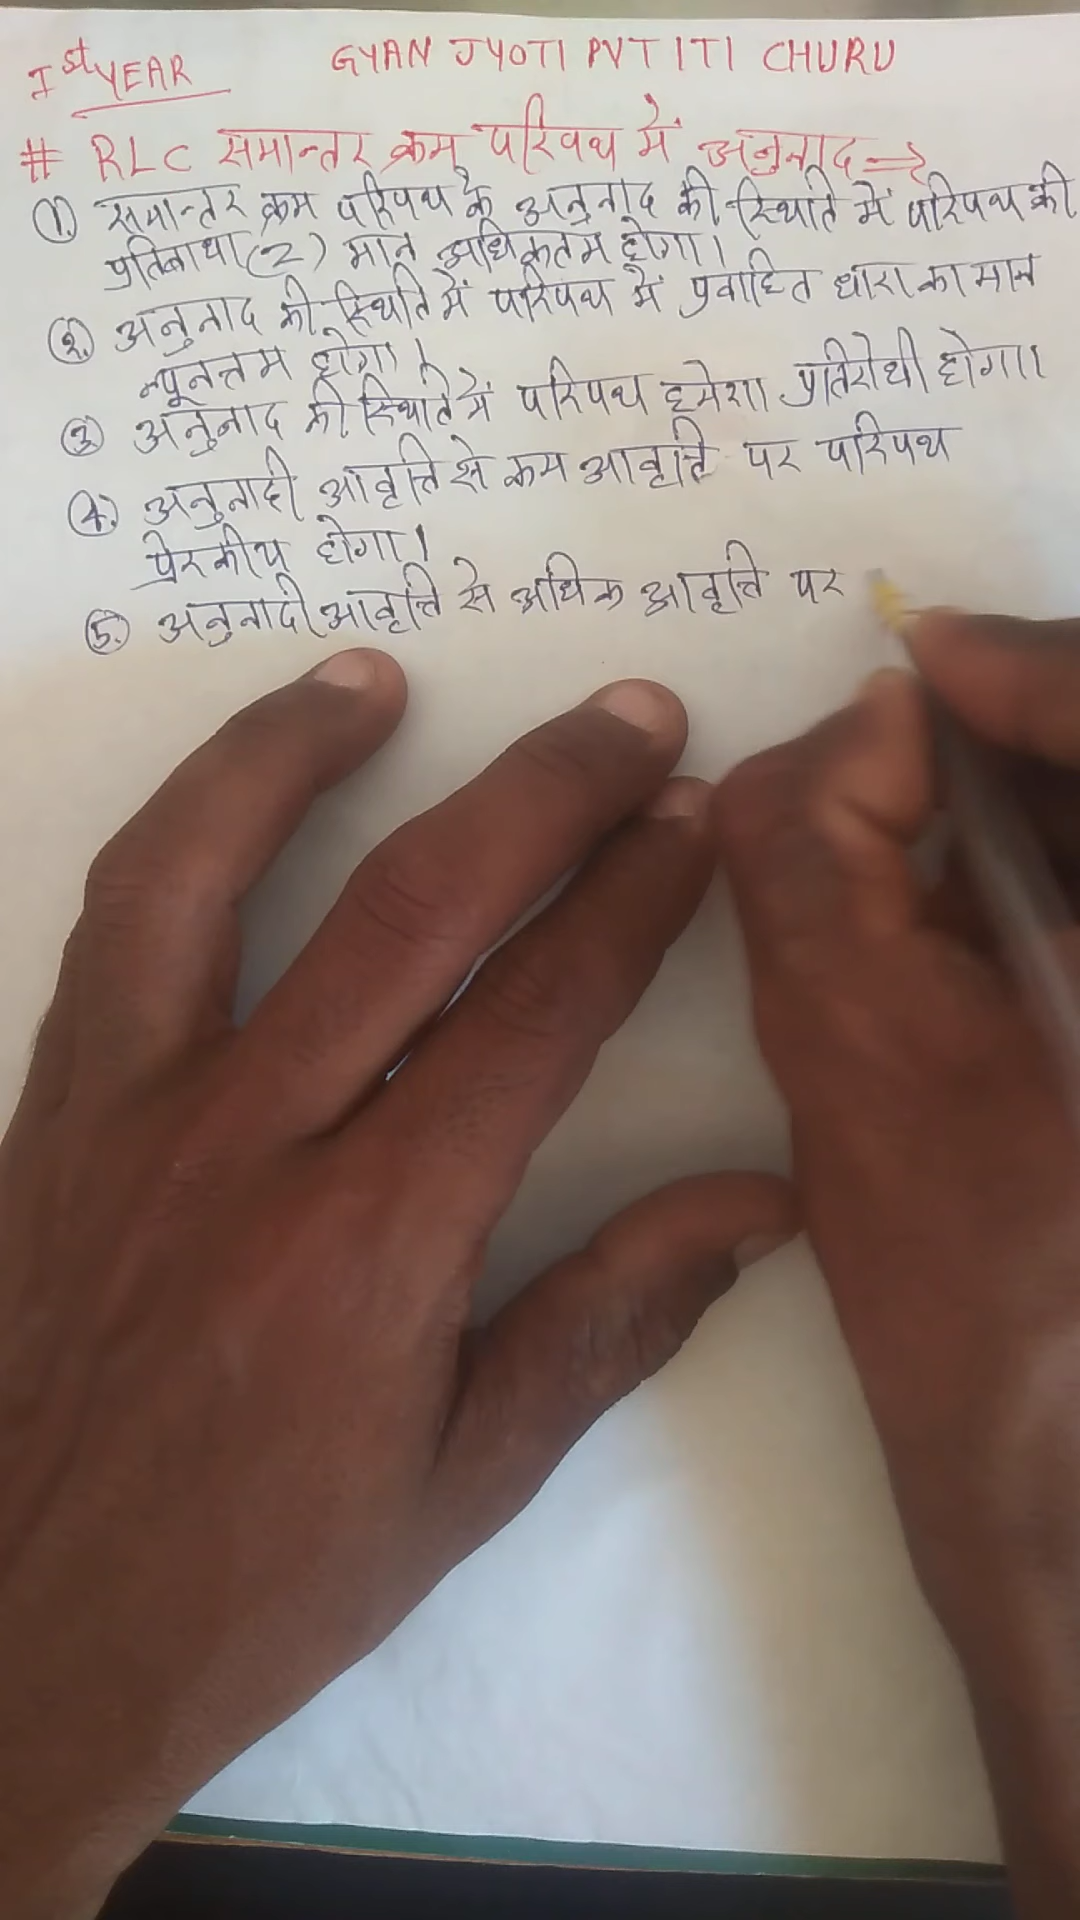 Ist YEAR GYAN JYOTI PVT ITI CHURU
# RLC समान्तर क्रम परिपथ में अनुनाद ⇒
①. समान्तर क्रम परिपथ के अनुनाद की स्थिति में परिपथ की
प्रतिबाधा (Z) मान अधिकतम होगा।
②. अनुनाद की स्थिति में परिपथ में प्रवाहित धारा का मान
न्यूनत्तम होगा।
③ अनुनाद की स्थिति में परिपथ हमेशा प्रतिरोधी होगा।
④. अनुनादी आवृत्ति से कम आवृत्ति पर परिपथ
प्रेरकीय होगा।
⑤. अनुनादी आवृत्ति से अधिक आवृत्ति पर